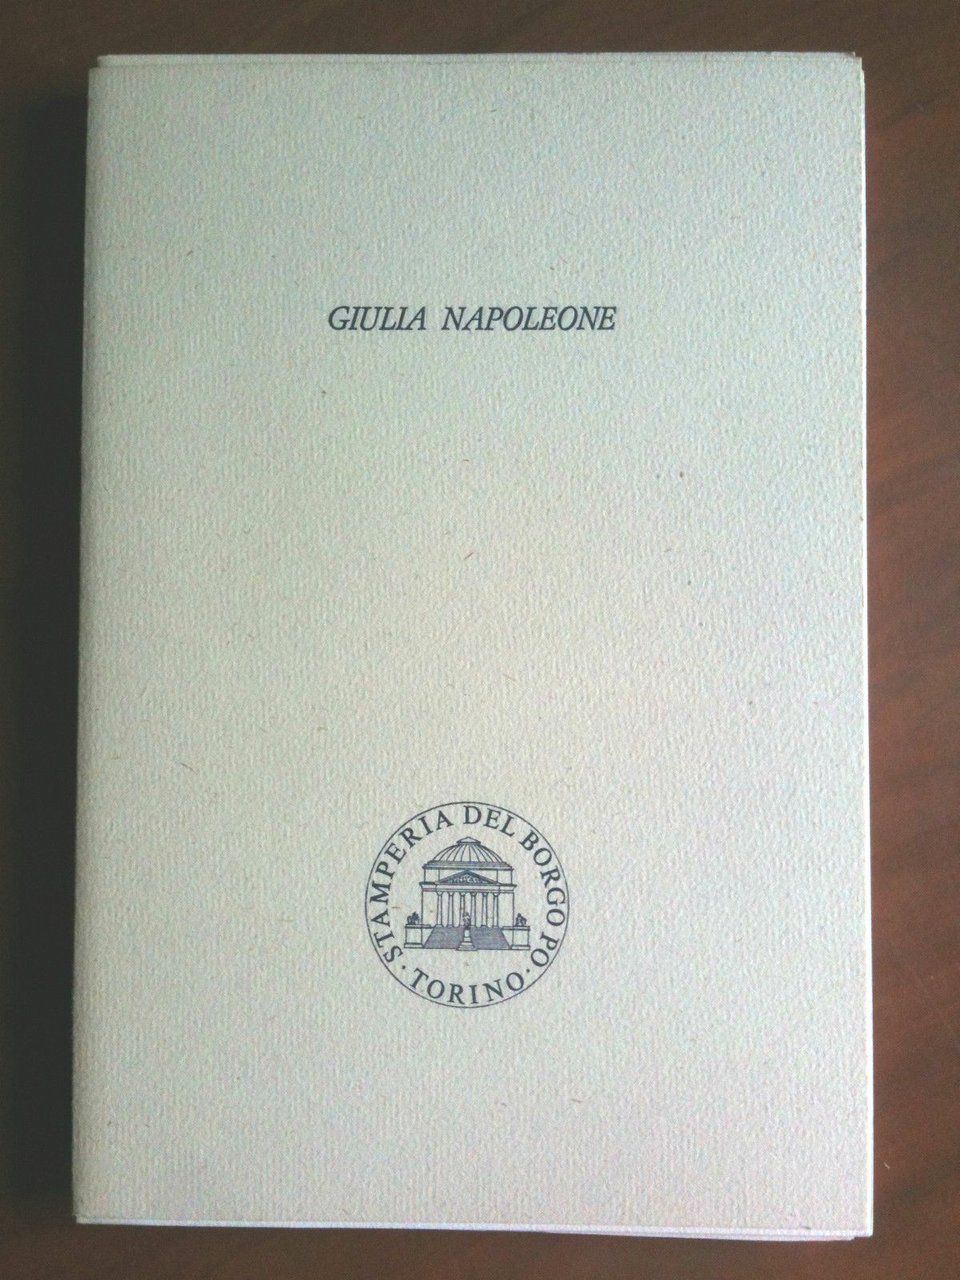 GIULIA NAPOLEONE
STAMPERIA DEL BORGO PO
· TORINO ·